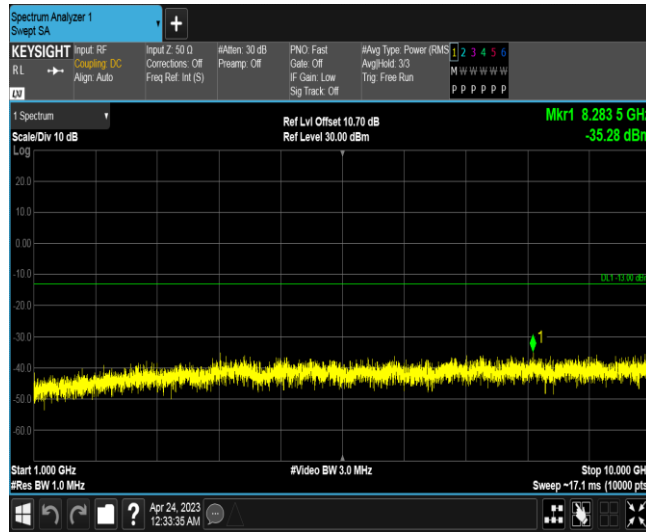 Spectrum Analyzer 1
Swept SA
+
KEYSIGHT Input: RF Input Z: 50 Ω #Atten: 30 dB PNO: Fast #Avg Type: Power (RMS 1 2 3 4 5 6
RL Coupling: DC Corrections: Off Preamp: Off Gate: Off Avg|Hold: 3/3 M W W W W W
Align: Auto Freq Ref: Int (S) IF Gain: Low Trig: Free Run
LXI Sig Track: Off P P P P P P
1 Spectrum Ref Lvl Offset 10.70 dB Mkr1 8.283 5 GHz
Scale/Div 10 dB Ref Level 30.00 dBm -35.28 dBm
Log
20.0
10.0
0.00
-10.0
DL1 -13.00 dBm
-20.0
-30.0
1
-40.0
-50.0
-60.0
Start 1.000 GHz #Video BW 3.0 MHz Stop 10.000 GH
#Res BW 1.0 MHz Sweep ~17.1 ms (10000 pts
? Apr 24, 2023
12:33:35 AM